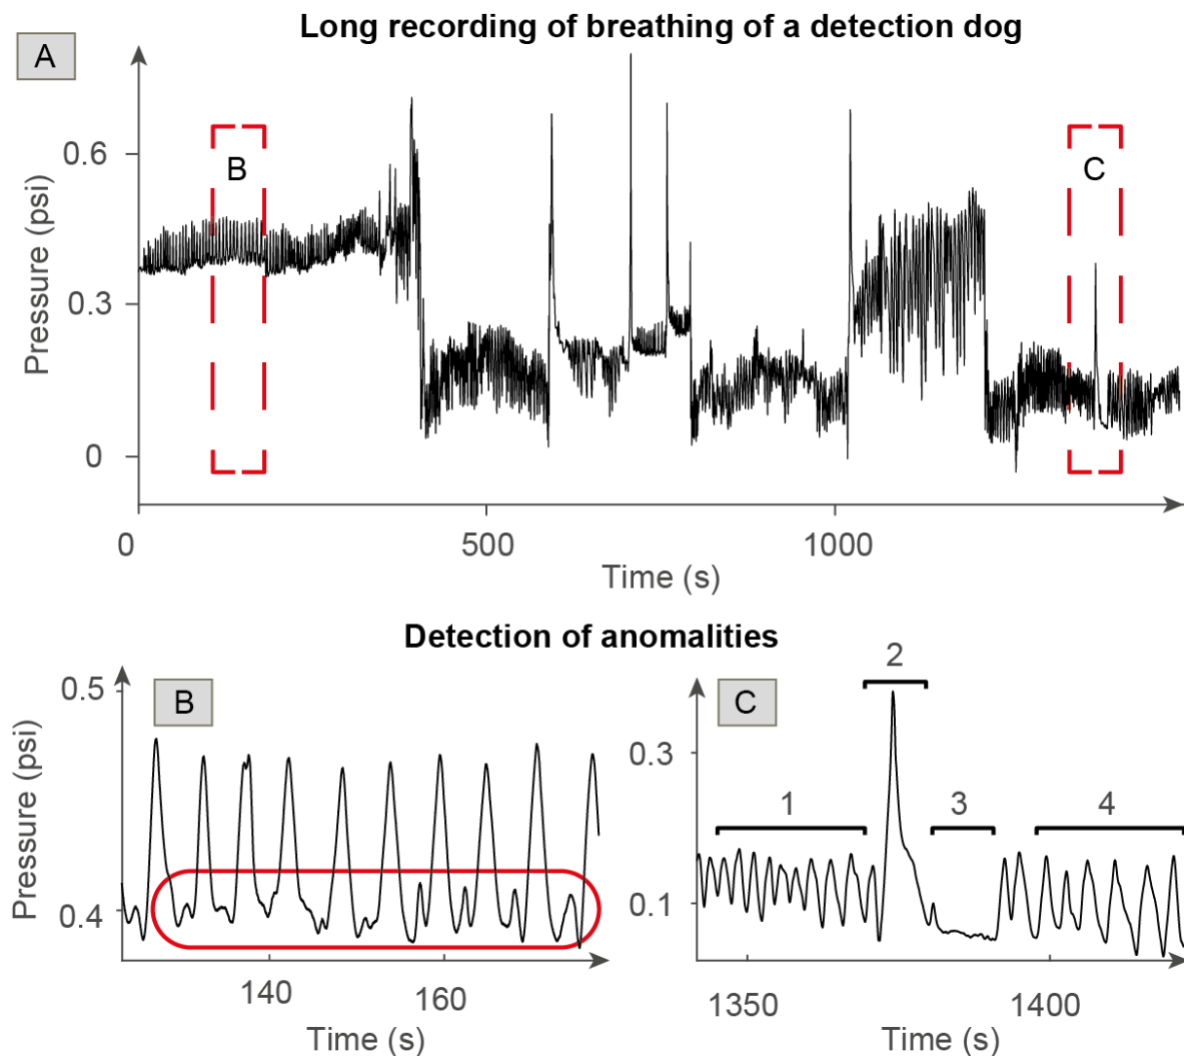 Long recording of breathing of a detection dog
A
B
C
Pressure (psi)
0.6
0.3
0
0
500
1000
Time (s)
Detection of anomalities
B
Pressure (psi)
0.5
0.4
140
160
Time (s)
C
2
1
3
4
0.3
0.1
1350
1400
Time (s)